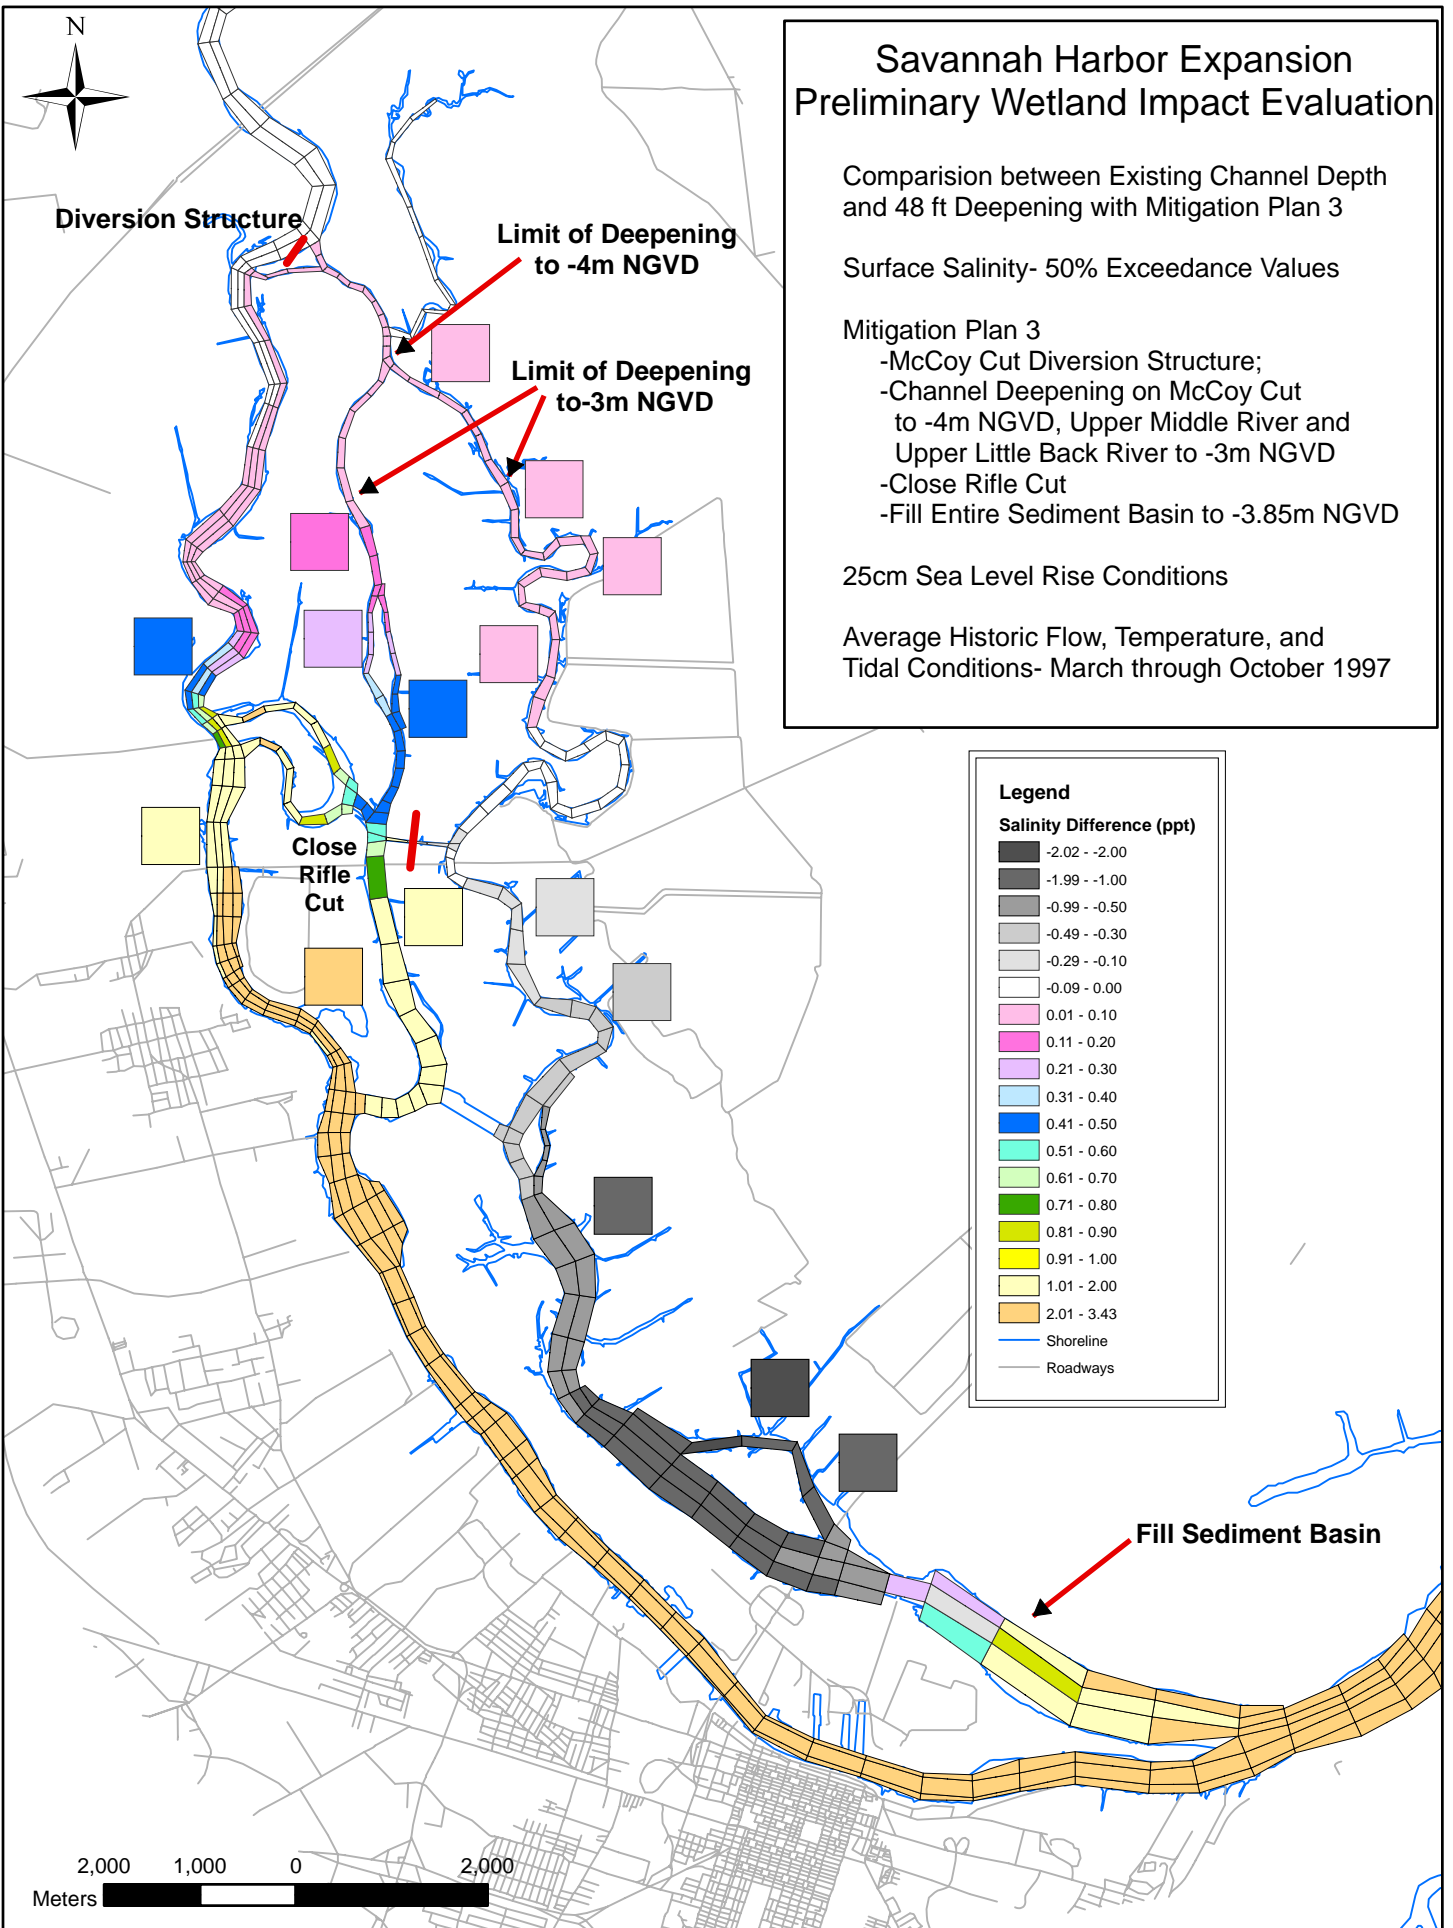 N
Savannah Harbor Expansion
Preliminary Wetland Impact Evaluation
Comparision between Existing Channel Depth
and 48 ft Deepening with Mitigation Plan 3
Surface Salinity- 50% Exceedance Values
Mitigation Plan 3
-McCoy Cut Diversion Structure;
-Channel Deepening on McCoy Cut
to -4m NGVD, Upper Middle River and
Upper Little Back River to -3m NGVD
-Close Rifle Cut
-Fill Entire Sediment Basin to -3.85m NGVD
25cm Sea Level Rise Conditions
Average Historic Flow, Temperature, and
Tidal Conditions- March through October 1997
Diversion Structure
Limit of Deepening
to -4m NGVD
Limit of Deepening
to-3m NGVD
Close
Rifle
Cut
Legend
Salinity Difference (ppt)
-2.02 - -2.00
-1.99 - -1.00
-0.99 - -0.50
-0.49 - -0.30
-0.29 - -0.10
-0.09 - 0.00
0.01 - 0.10
0.11 - 0.20
0.21 - 0.30
0.31 - 0.40
0.41 - 0.50
0.51 - 0.60
0.61 - 0.70
0.71 - 0.80
0.81 - 0.90
0.91 - 1.00
1.01 - 2.00
2.01 - 3.43
Shoreline
Roadways
Fill Sediment Basin
2,000 1,000 0 2,000
Meters